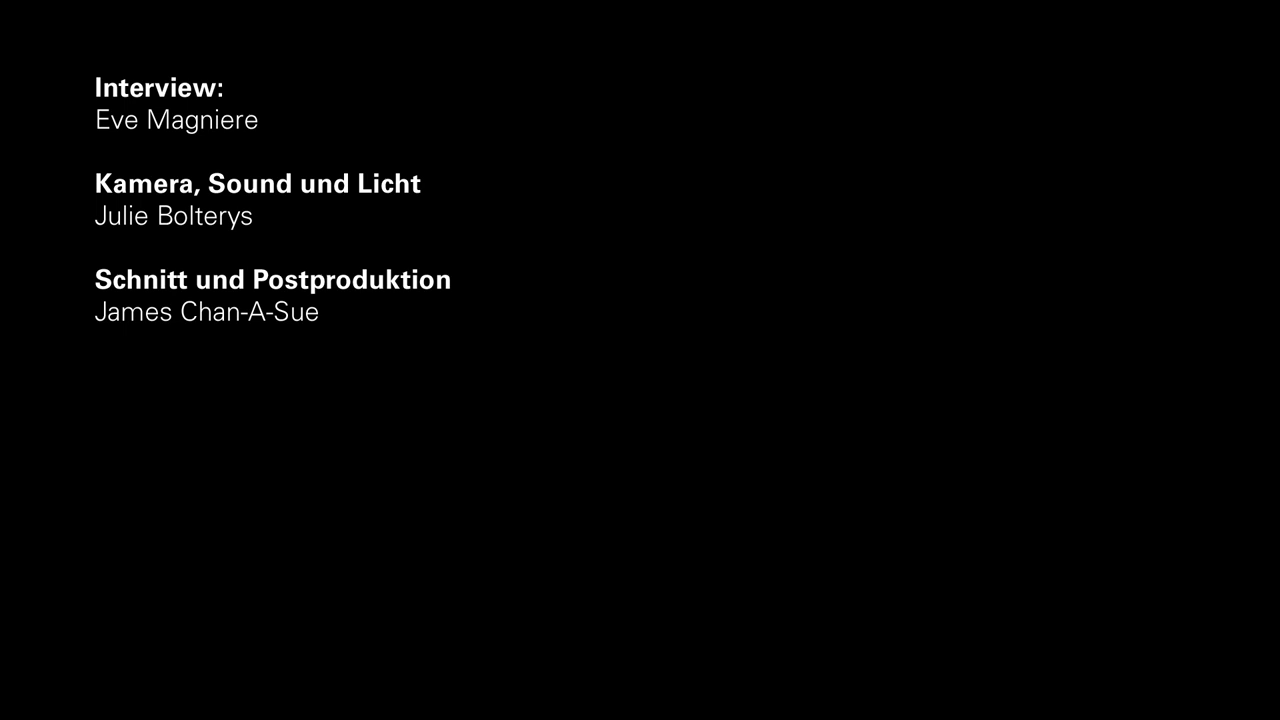 Interview:
Eve Magniere
Kamera, Sound und Licht
Julie Bolterys
Schnitt und Postproduktion
James Chan-A-Sue